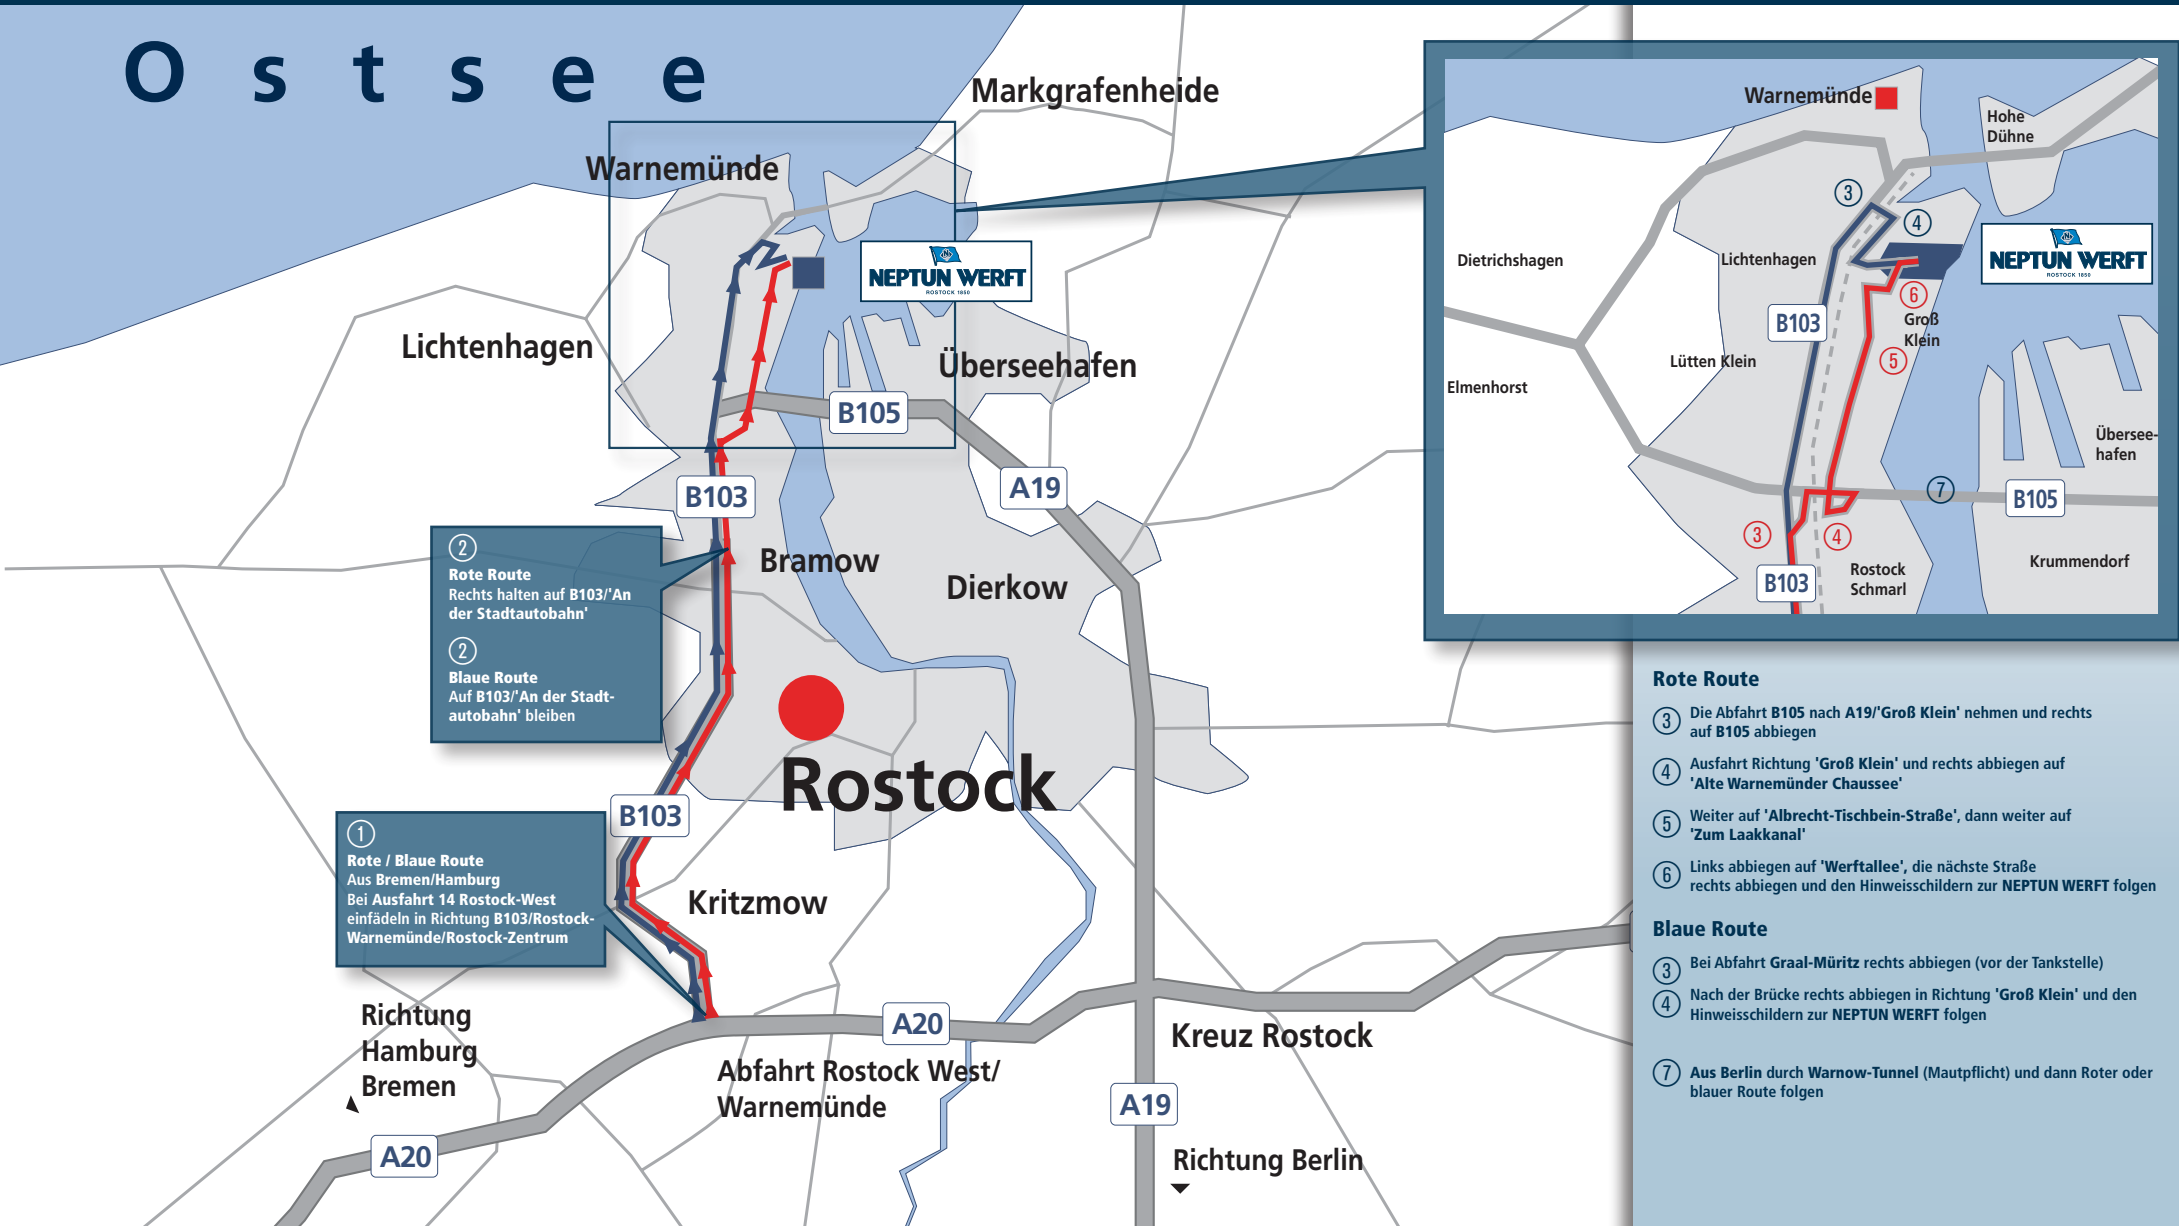 Ostsee
Markgrafenheide
Warnemünde
NEPTUN WERFT
ROSTOCK 1850
Lichtenhagen
Überseehafen
B105
A19
B103
Bramow
Dierkow
2
Rote Route
Rechts halten auf B103/'An
der Stadtautobahn'
2
Blaue Route
Auf B103/'An der Stadt-
autobahn' bleiben
Rostock
B103
1
Rote / Blaue Route
Aus Bremen/Hamburg
Bei Ausfahrt 14 Rostock-West
einfädeln in Richtung B103/Rostock-
Warnemünde/Rostock-Zentrum
Kritzmow
Richtung
Hamburg
Bremen
A20
Abfahrt Rostock West/
Warnemünde
Kreuz Rostock
A19
A20
Richtung Berlin
Warnemünde
Hohe
Dühne
3
4
Dietrichshagen
Lichtenhagen
NEPTUN WERFT
ROSTOCK 1850
6
B103
Groß
Klein
5
Lütten Klein
Elmenhorst
Übersee-
hafen
7
B105
3
4
B103
Rostock
Schmarl
Krummendorf
Rote Route
3 Die Abfahrt B105 nach A19/'Groß Klein' nehmen und rechts
auf B105 abbiegen
4 Ausfahrt Richtung 'Groß Klein' und rechts abbiegen auf
'Alte Warnemünder Chaussee'
5 Weiter auf 'Albrecht-Tischbein-Straße', dann weiter auf
'Zum Laakkanal'
6 Links abbiegen auf 'Werftallee', die nächste Straße
rechts abbiegen und den Hinweisschildern zur NEPTUN WERFT folgen
Blaue Route
3 Bei Abfahrt Graal-Müritz rechts abbiegen (vor der Tankstelle)
4 Nach der Brücke rechts abbiegen in Richtung 'Groß Klein' und den
Hinweisschildern zur NEPTUN WERFT folgen
7 Aus Berlin durch Warnow-Tunnel (Mautpflicht) und dann Roter oder
blauer Route folgen